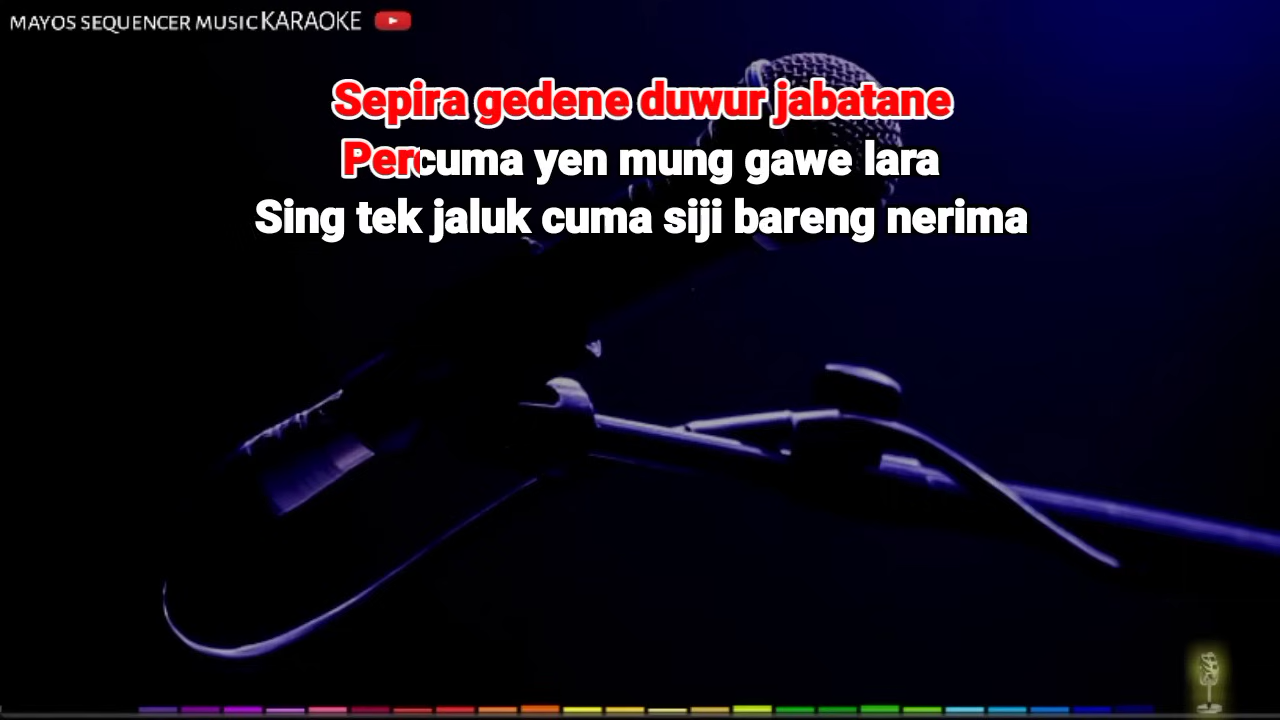 MAYOS SEQUENCER MUSIC KARAOKE
Sepira gedene duwur jabatane
Percuma yen mung gawe lara
Sing tek jaluk cuma siji bareng nerima